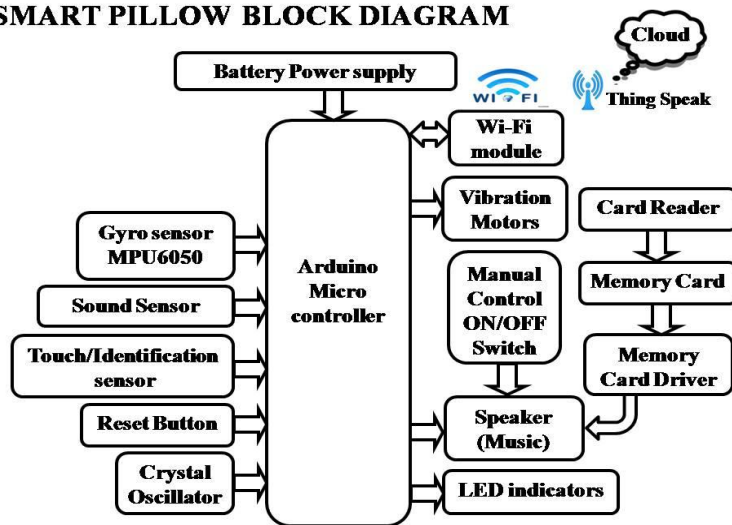 SMART PILLOW BLOCK DIAGRAM
Cloud
Battery Power supply
WI FI
Thing Speak
Wi-Fi
module
Vibration
Motors
Card Reader
Gyro sensor
MPU6050
Arduino
Micro
controller
Manual
Control
ON/OFF
Switch
Memory Card
Sound Sensor
Touch/Identification
sensor
Memory
Card Driver
Reset Button
Speaker
(Music)
Crystal
Oscillator
LED indicators